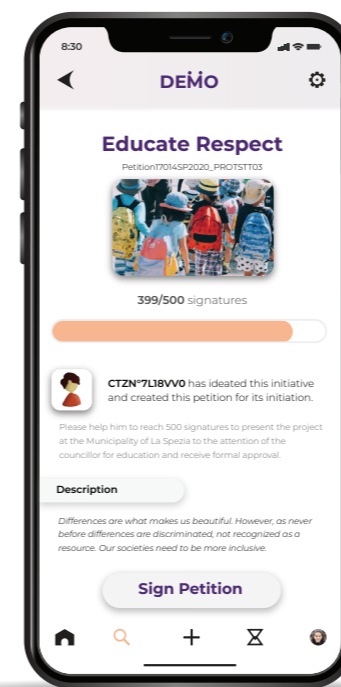 8:30
DEMO
Educate Respect
Petition17014SP2020_PROTSTT03
399/500 signatures
CTZN°7L18VV0 has ideated this initiative
and created this petition for its initiation.
Please help him to reach 500 signatures to present the project
at the Municipality of La Spezia to the attention of the
councillor for education and receive formal approval.
Description
Differences are what makes us beautiful. However, as never
before differences are discriminated, not recognized as a
resource. Our societies need to be more inclusive.
Sign Petition